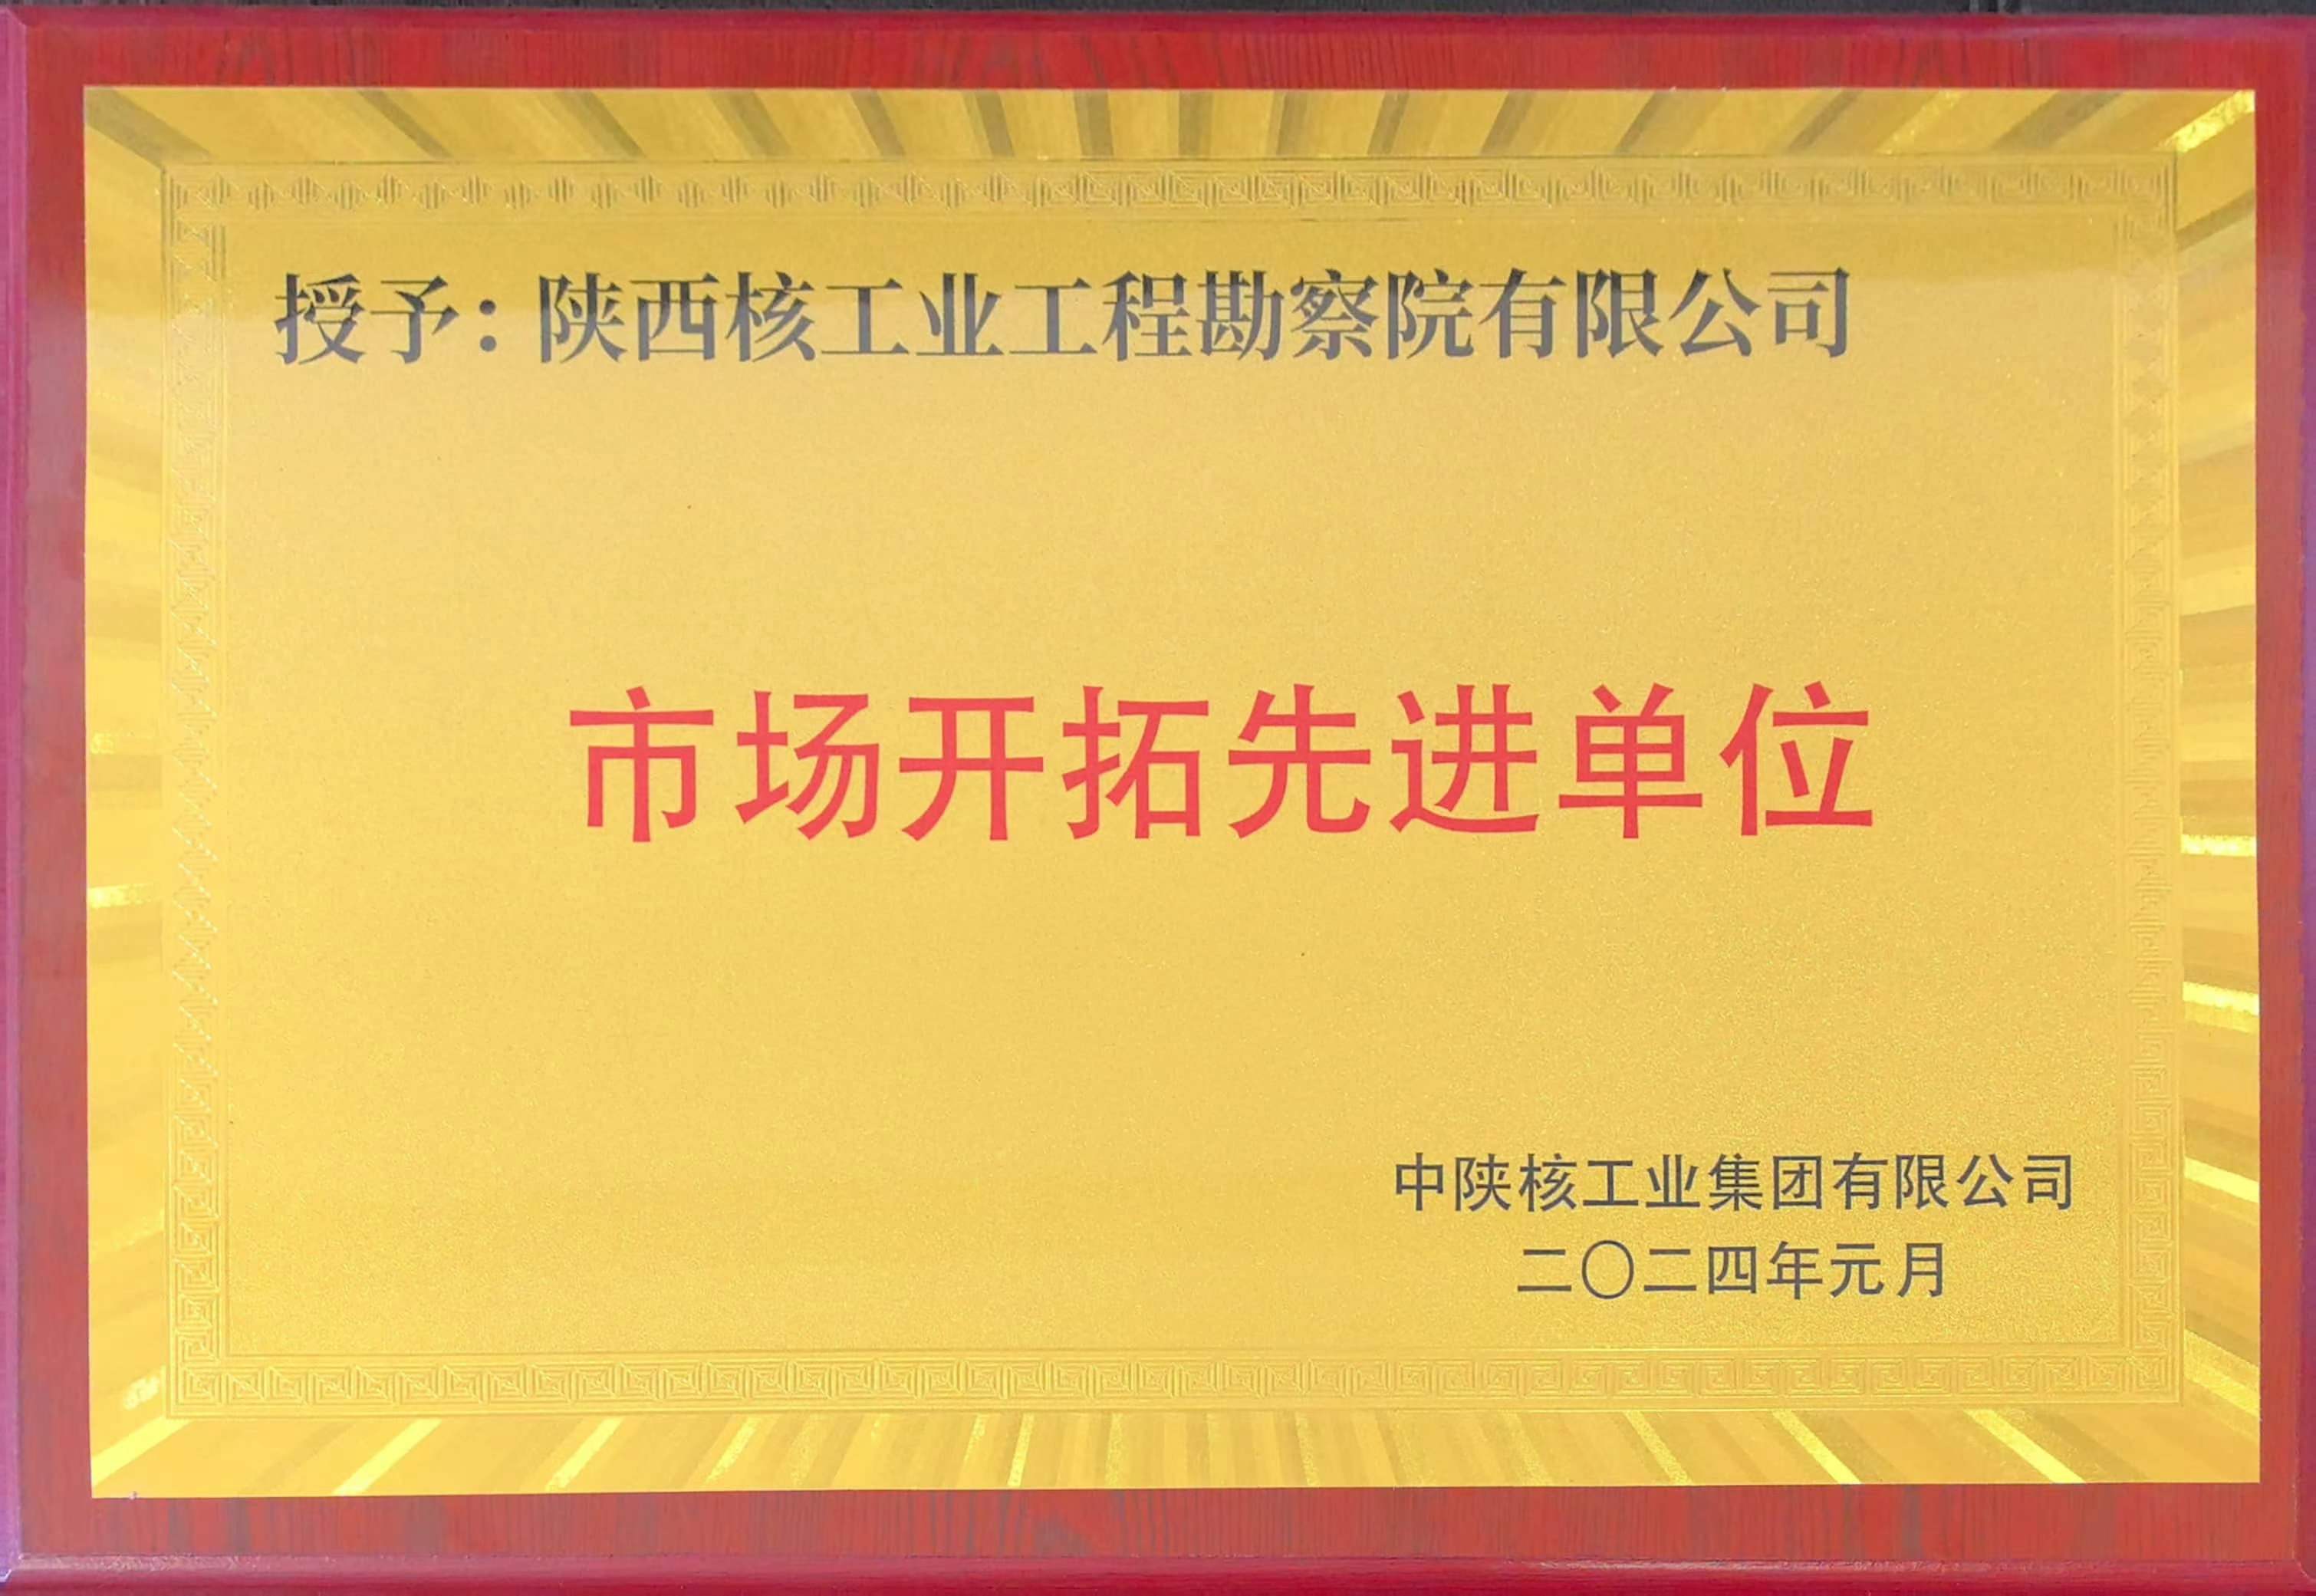 授予：陕西核工业工程勘察院有限公司
市场开拓先进单位
中陕核工业集团有限公司
二〇二四年元月